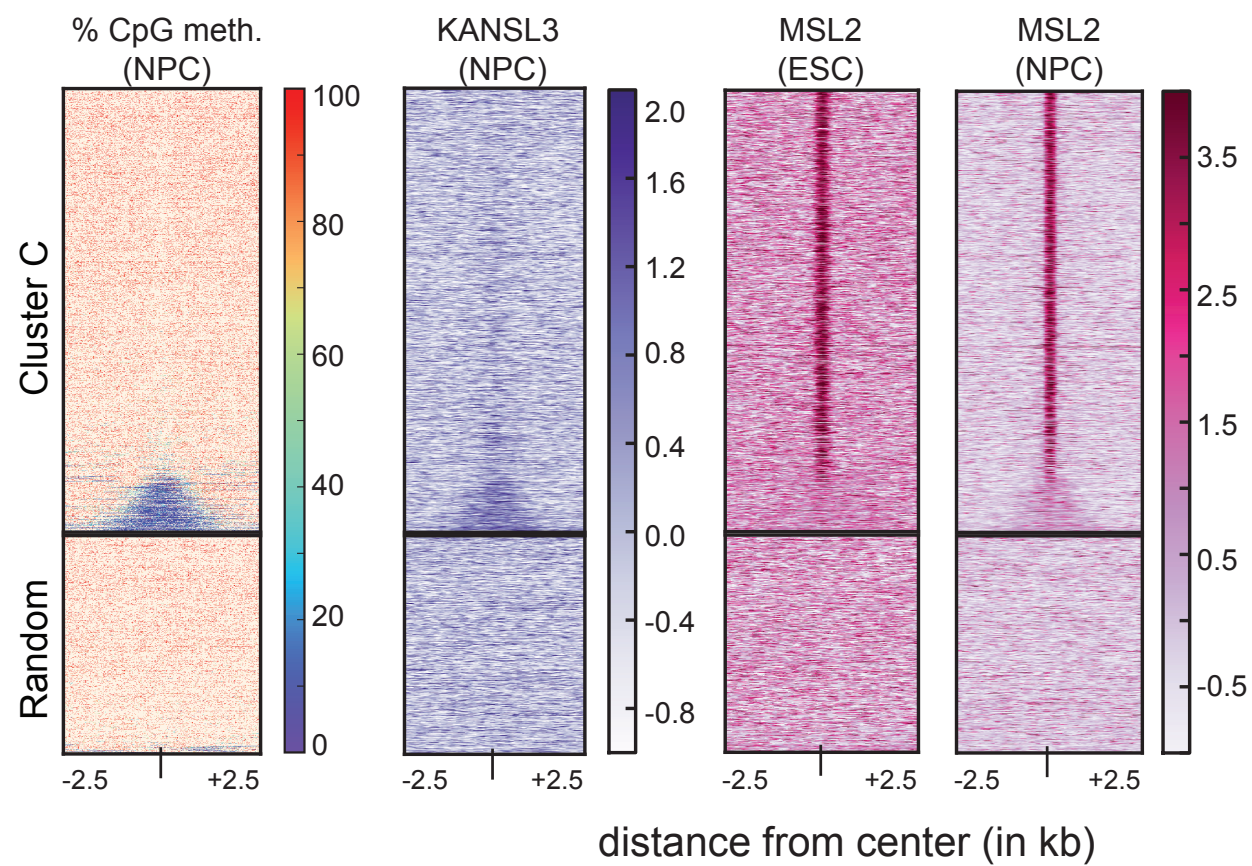 % CpG meth.
(NPC)
KANSL3
(NPC)
MSL2
(ESC)
MSL2
(NPC)
Cluster C
Random
100
80
60
40
20
0
2.0
1.6
1.2
0.8
0.4
0.0
-0.4
-0.8
3.5
2.5
1.5
0.5
-0.5
-2.5 +2.5
-2.5 +2.5
-2.5 +2.5
-2.5 +2.5
distance from center (in kb)